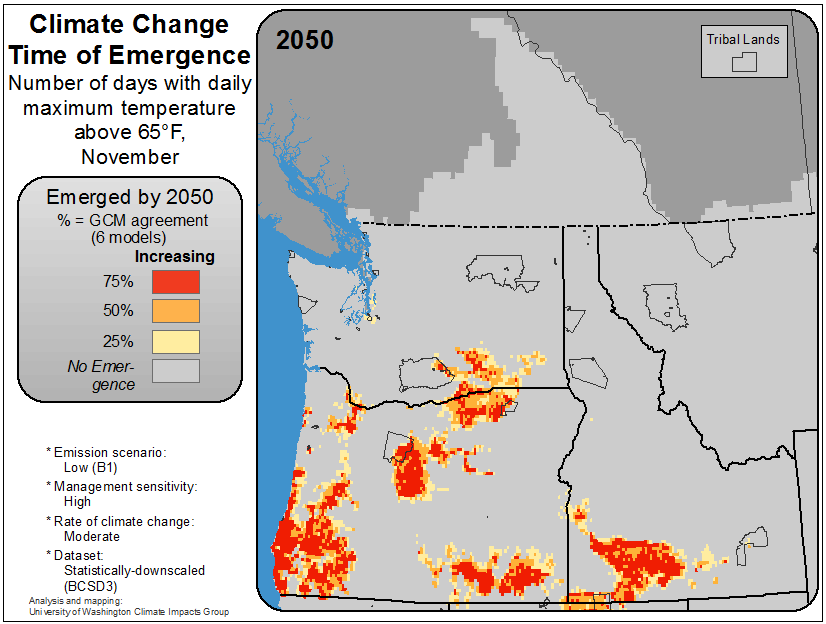 Climate Change
Time of Emergence
Number of days with daily
maximum temperature
above 65°F,
November
Emerged by 2050
% = GCM agreement
(6 models)
Increasing
75%
50%
25%
No Emer-
gence
* Emission scenario:
Low (B1)
* Management sensitivity:
High
* Rate of climate change:
Moderate
* Dataset:
Statistically-downscaled
(BCSD3)
Analysis and mapping:
University of Washington Climate Impacts Group
2050
Tribal Lands